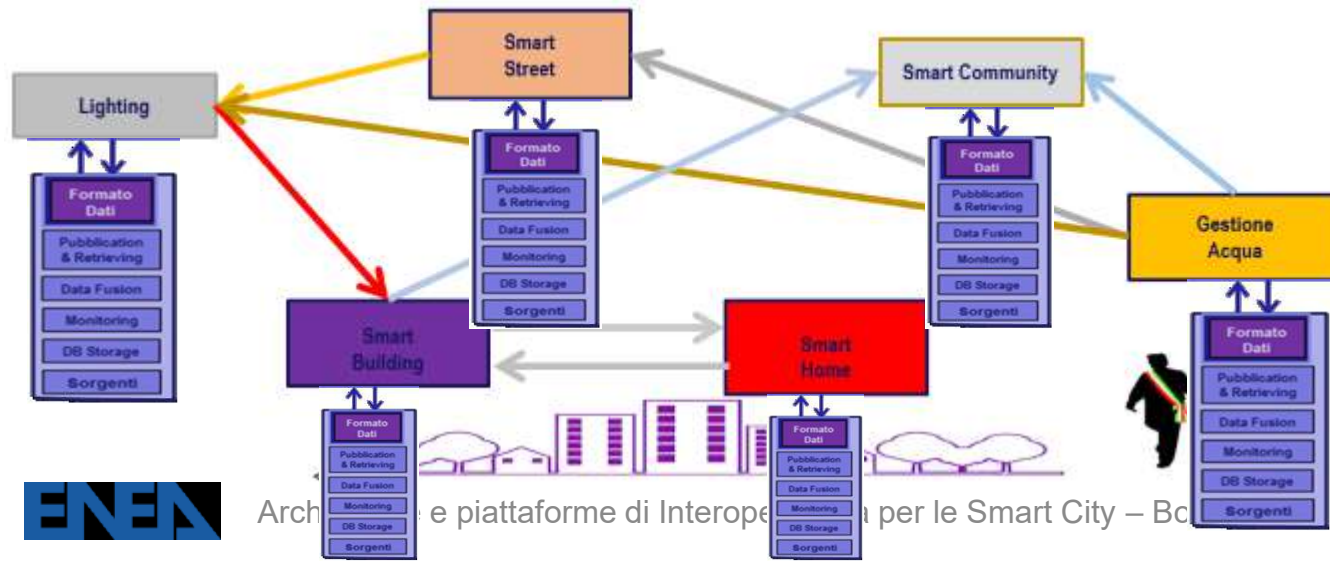 Smart
Street
Smart Community
Lighting
Formato
Dati
Pubblication
& Retrieving
Data Fusion
Monitoring
DB Storage
Sorgenti
Formato
Dati
Pubblication
& Retrieving
Data Fusion
Monitoring
DB Storage
Sorgenti
Formato
Dati
Pubblication
& Retrieving
Data Fusion
Monitoring
DB Storage
Sorgenti
Gestione
Acqua
Smart
Building
Smart
Home
Formato
Dati
Pubblication
& Retrieving
Data Fusion
Monitoring
DB Storage
Sorgenti
Formato
Dati
Pubblication
& Retrieving
Data Fusion
Monitoring
DB Storage
Sorgenti
Formato
Dati
Pubblication
& Retrieving
Data Fusion
Monitoring
DB Storage
Sorgenti
ENEA
e piattaforme di per le Smart City –